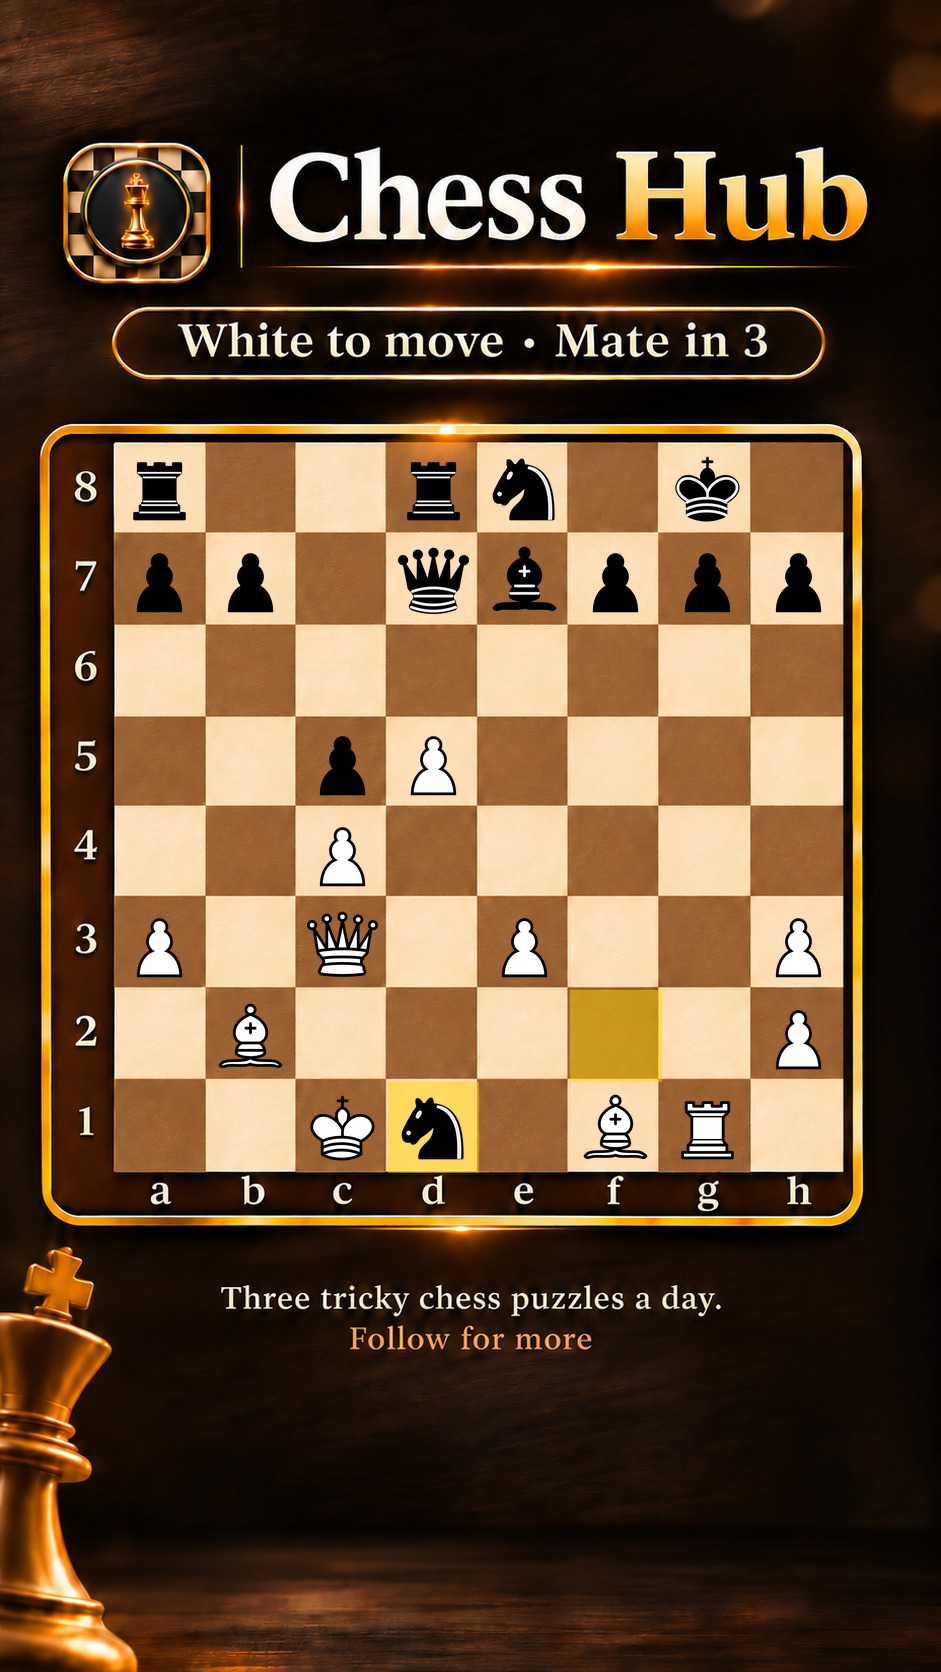 Chess Hub
White to move • Mate in 3
8
7
6
5
4
3
2
1
a b c d e f g h
Three tricky chess puzzles a day.
Follow for more